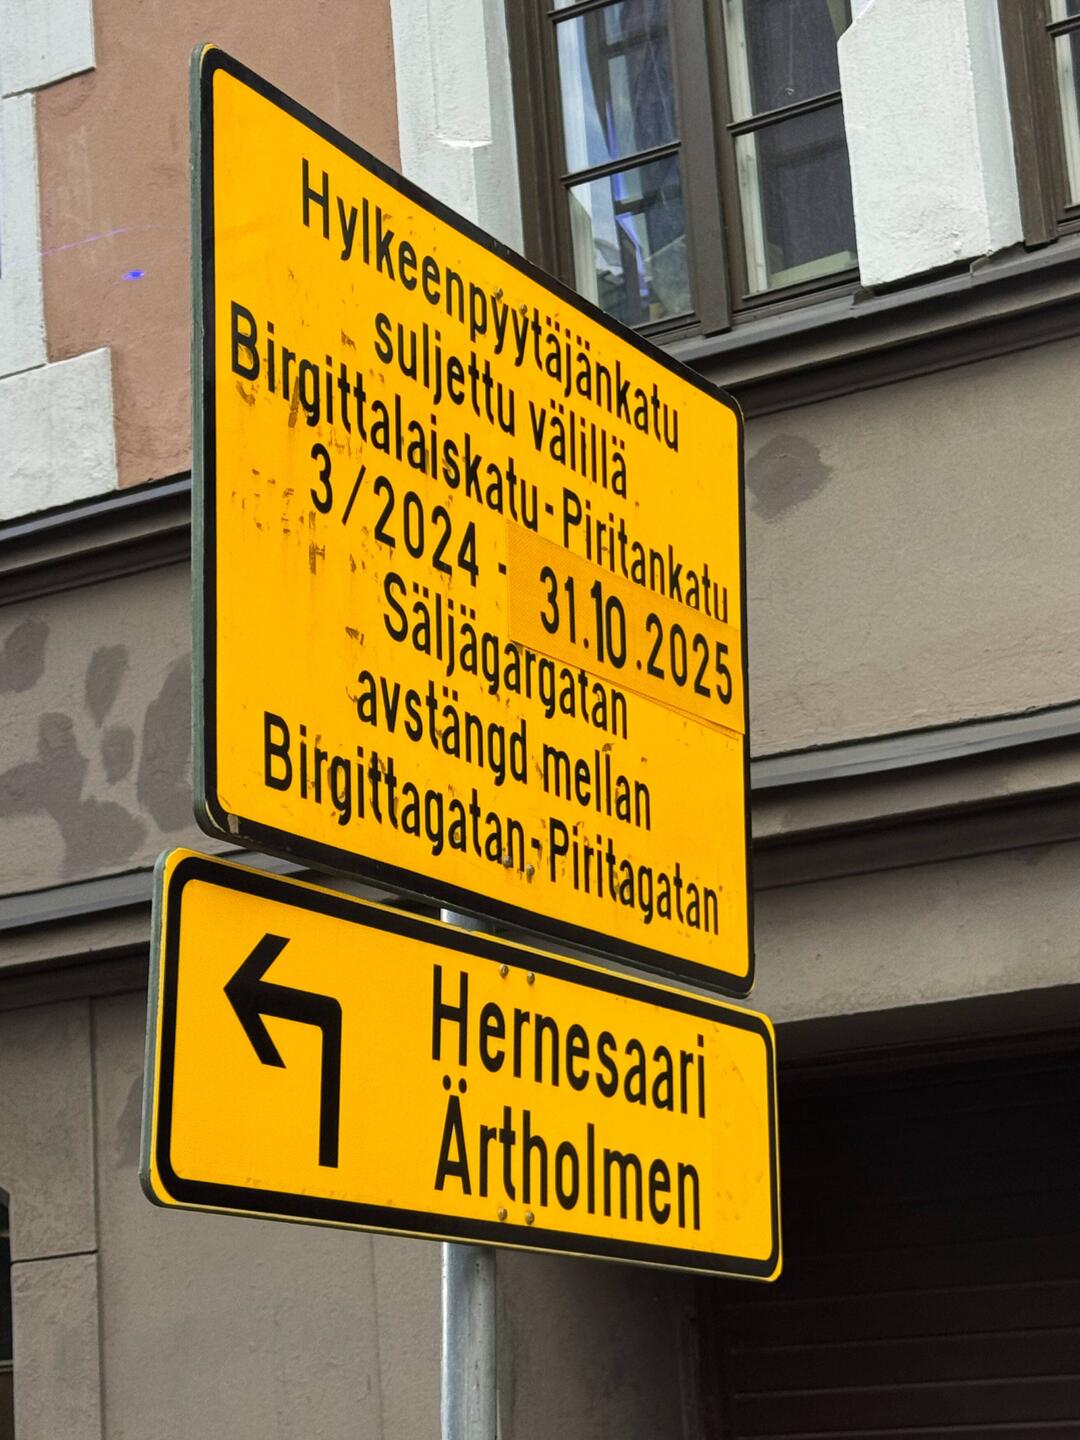 Hylkeenpyytäjänkatu
suljettu välillä
Birgittalaiskatu-Piritankatu
3/2024 - 31.10.2025
Säljägargatan
avstängd mellan
Birgittagatan-Piritagatan
Hernesaari
Ärtholmen